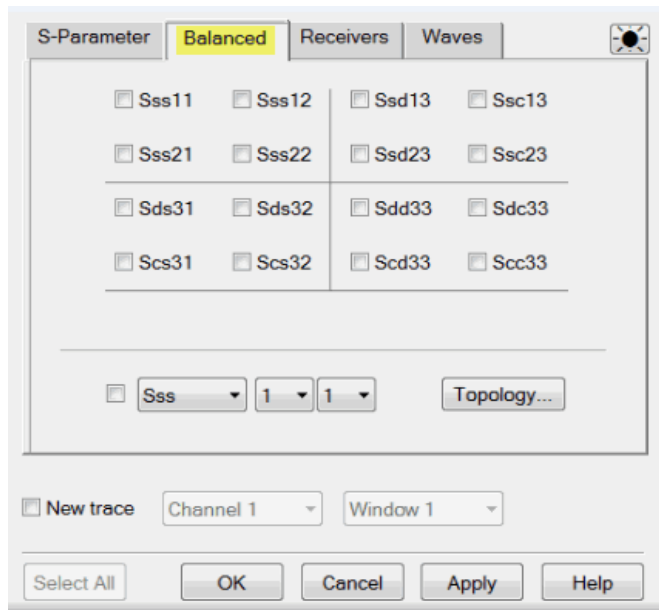 S-Parameter Balanced Receivers Waves
Sss11 Sss12 Ssd13 Ssc13
Sss21 Sss22 Ssd23 Ssc23
Sds31 Sds32 Sdd33 Sdc33
Scs31 Scs32 Scd33 Scc33
Sss 1 1 Topology...
New trace Channel 1 Window 1
Select All OK Cancel Apply Help